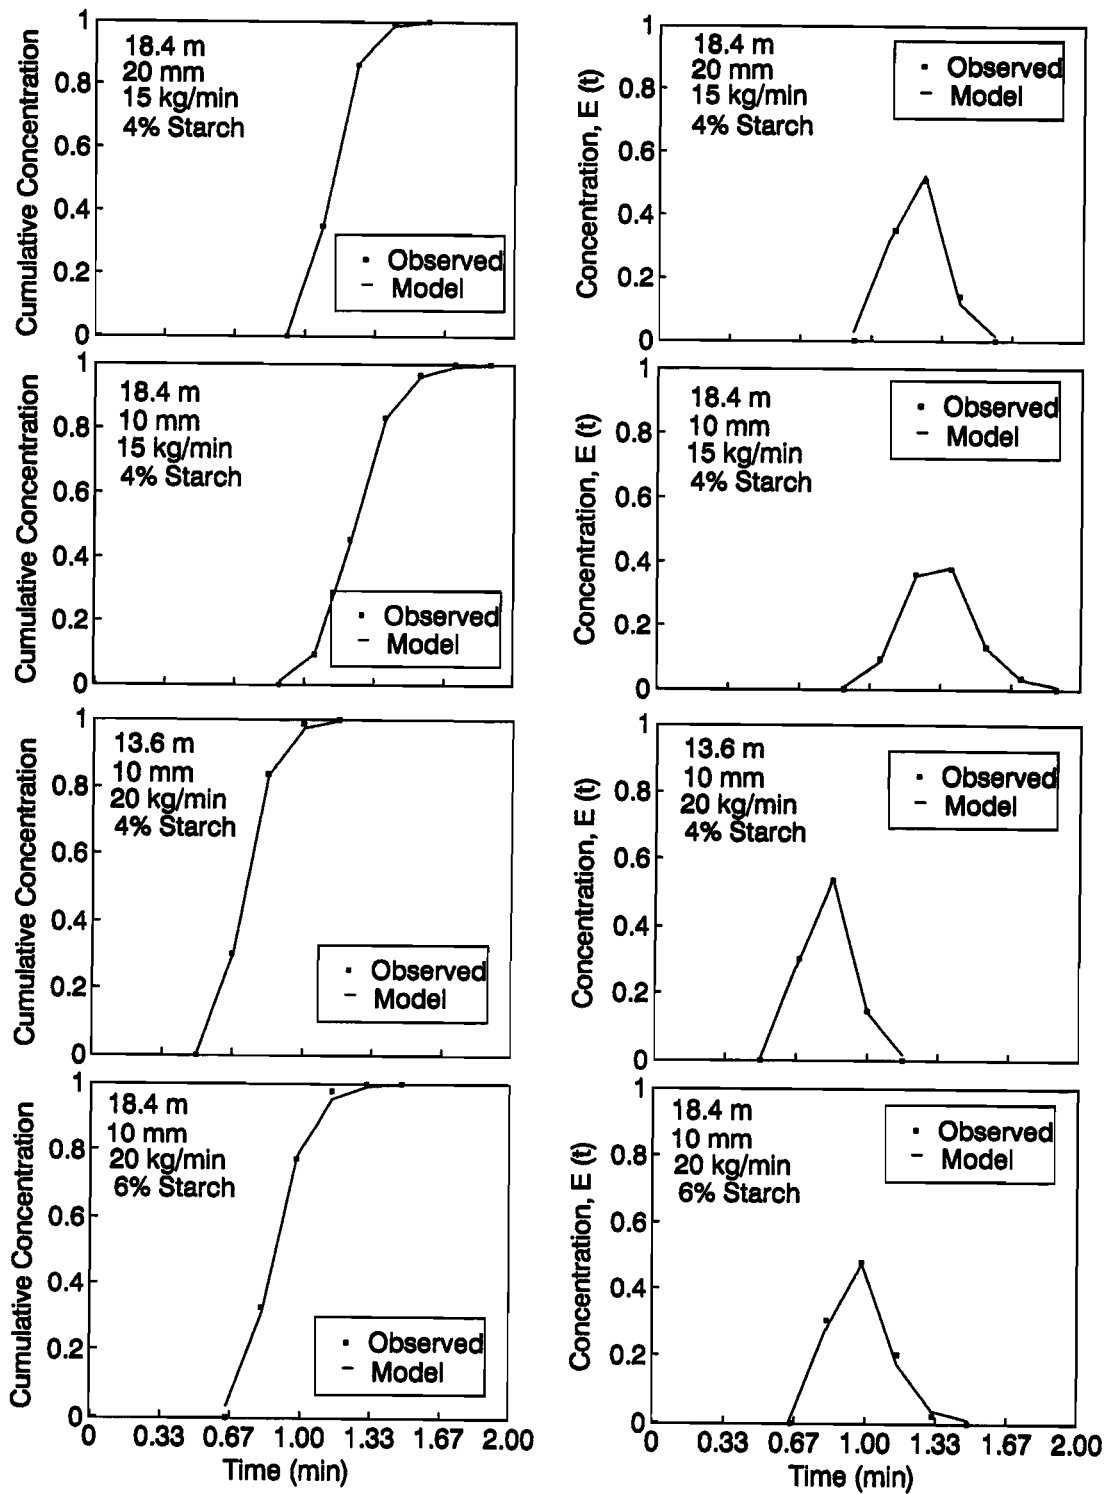 Cumulative Concentration
1
0.8
0.6
0.4
0.2
0
18.4 m
20 mm
15 kg/min
4% Starch
Observed
Model
Concentration, E (t)
1
0.8
0.6
0.4
0.2
0
18.4 m
20 mm
15 kg/min
4% Starch
Observed
Model
Cumulative Concentration
1
0.8
0.6
0.4
0.2
0
18.4 m
10 mm
15 kg/min
4% Starch
Observed
Model
Concentration, E (t)
1
0.8
0.6
0.4
0.2
0
18.4 m
10 mm
15 kg/min
4% Starch
Observed
Model
Cumulative Concentration
1
0.8
0.6
0.4
0.2
0
13.6 m
10 mm
20 kg/min
4% Starch
Observed
Model
Concentration, E (t)
1
0.8
0.6
0.4
0.2
0
13.6 m
10 mm
20 kg/min
4% Starch
Observed
Model
Cumulative Concentration
1
0.8
0.6
0.4
0.2
0
18.4 m
10 mm
20 kg/min
6% Starch
Observed
Model
0 0.33 0.67 1.00 1.33 1.67 2.00
Time (min)
Concentration, E (t)
1
0.8
0.6
0.4
0.2
0
18.4 m
10 mm
20 kg/min
6% Starch
Observed
Model
0 0.33 0.67 1.00 1.33 1.67 2.00
Time (min)